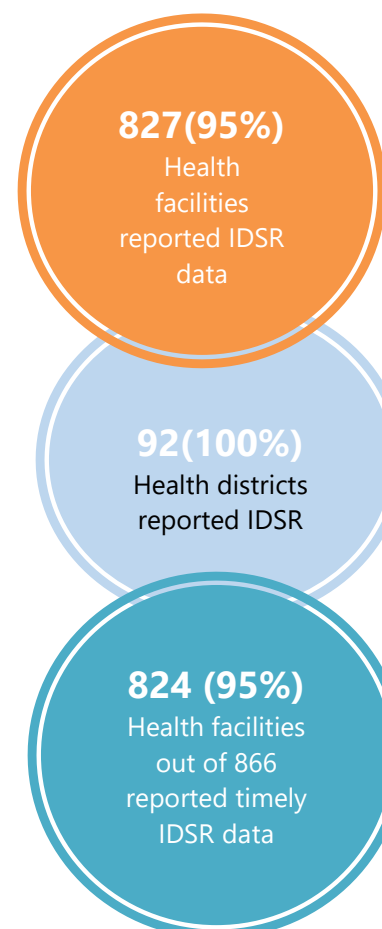 827(95%)
Health
facilities
reported IDSR
data
92(100%)
Health districts
reported IDSR
824 (95%)
Health facilities
out of 866
reported timely
IDSR data